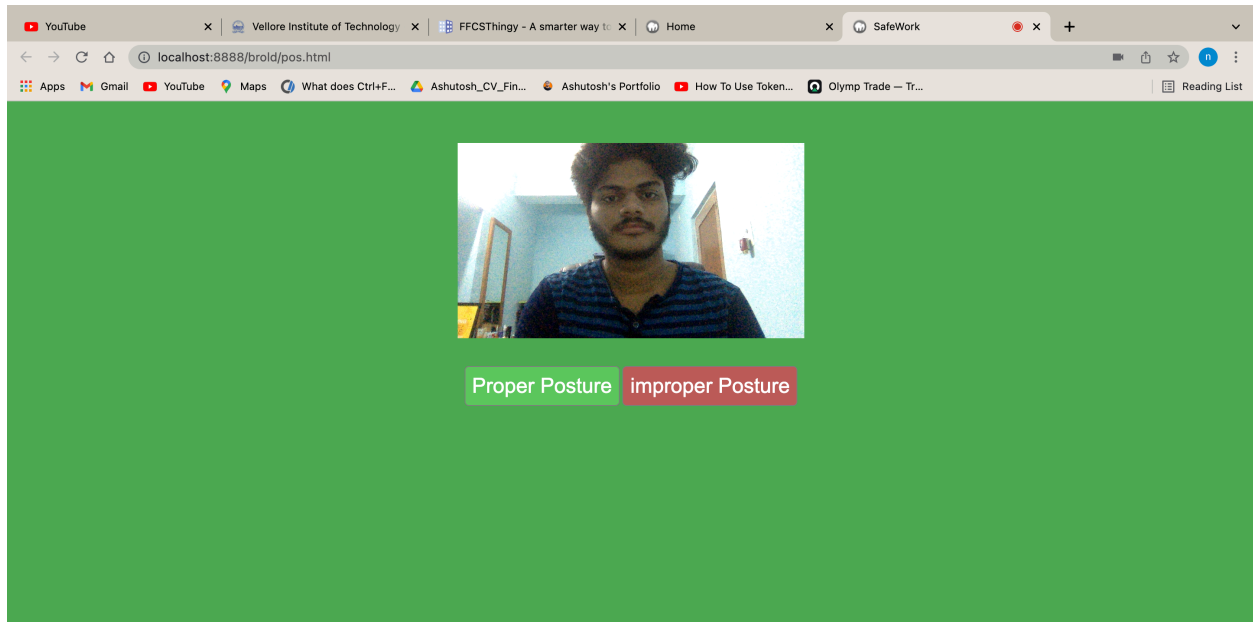 YouTube
Vellore Institute of Technology
FFCSThingy - A smarter way to
Home
SafeWork
localhost:8888/brold/pos.html
n
Apps
Gmail
YouTube
Maps
What does Ctrl+F...
Ashutosh_CV_Fin...
Ashutosh's Portfolio
How To Use Token...
Olymp Trade — Tr...
Reading List
Proper Posture improper Posture